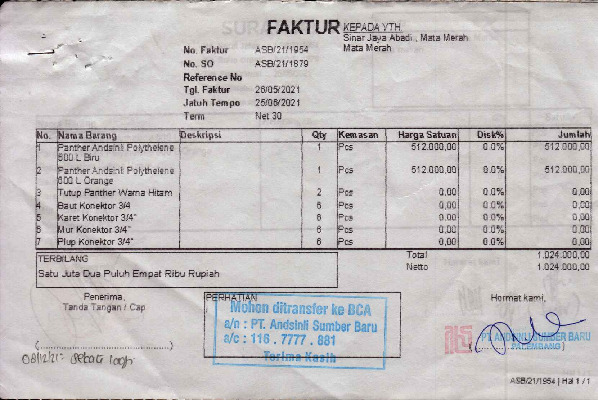 FAKTUR
KEPADA YTH.
Sinar Jaya Abadi., Mata Merah
Mata Merah
No. Faktur ASB/21/1954
No. SO ASB/21/1879
Reference No
Tgl. Faktur 26/05/2021
Jatuh Tempo 25/06/2021
Term Net 30
No. Nama Barang Deskripsi Qty Kemasan Harga Satuan Disk% Jumlah
1 Panther Andsinli Polythelene 1 Pcs 512.000,00 0.0% 512.000,00
500 L Biru
2 Panther Andsinli Polythelene 1 Pcs 512.000,00 0.0% 512.000,00
600 L Orange
3 Tutup Panther Warna Hitam 2 Pcs 0,00 0.0% 0,00
4 Baut Konektor 3/4 6 Pcs 0,00 0.0% 0,00
5 Karet Konektor 3/4" 6 Pcs 0,00 0.0% 0,00
6 Mur Konektor 3/4" 6 Pcs 0,00 0.0% 0,00
7 Plup Konektor 3/4" 6 Pcs 0,00 0.0% 0,00
TERBILANG
Satu Juta Dua Puluh Empat Ribu Rupiah
Total 1.024.000,00
Netto 1.024.000,00
Penerima,
Tanda Tangan / Cap
PERHATIAN
Mohon ditransfer ke BCA
a/n : PT. Andsinli Sumber Baru
a/c : 116 . 7777 . 881
Terima Kasih
Hormat kami,
PT. ANDSINLI SUMBER BARU
PALEMBANG
ASB/21/1954 | Hal 1 / 1